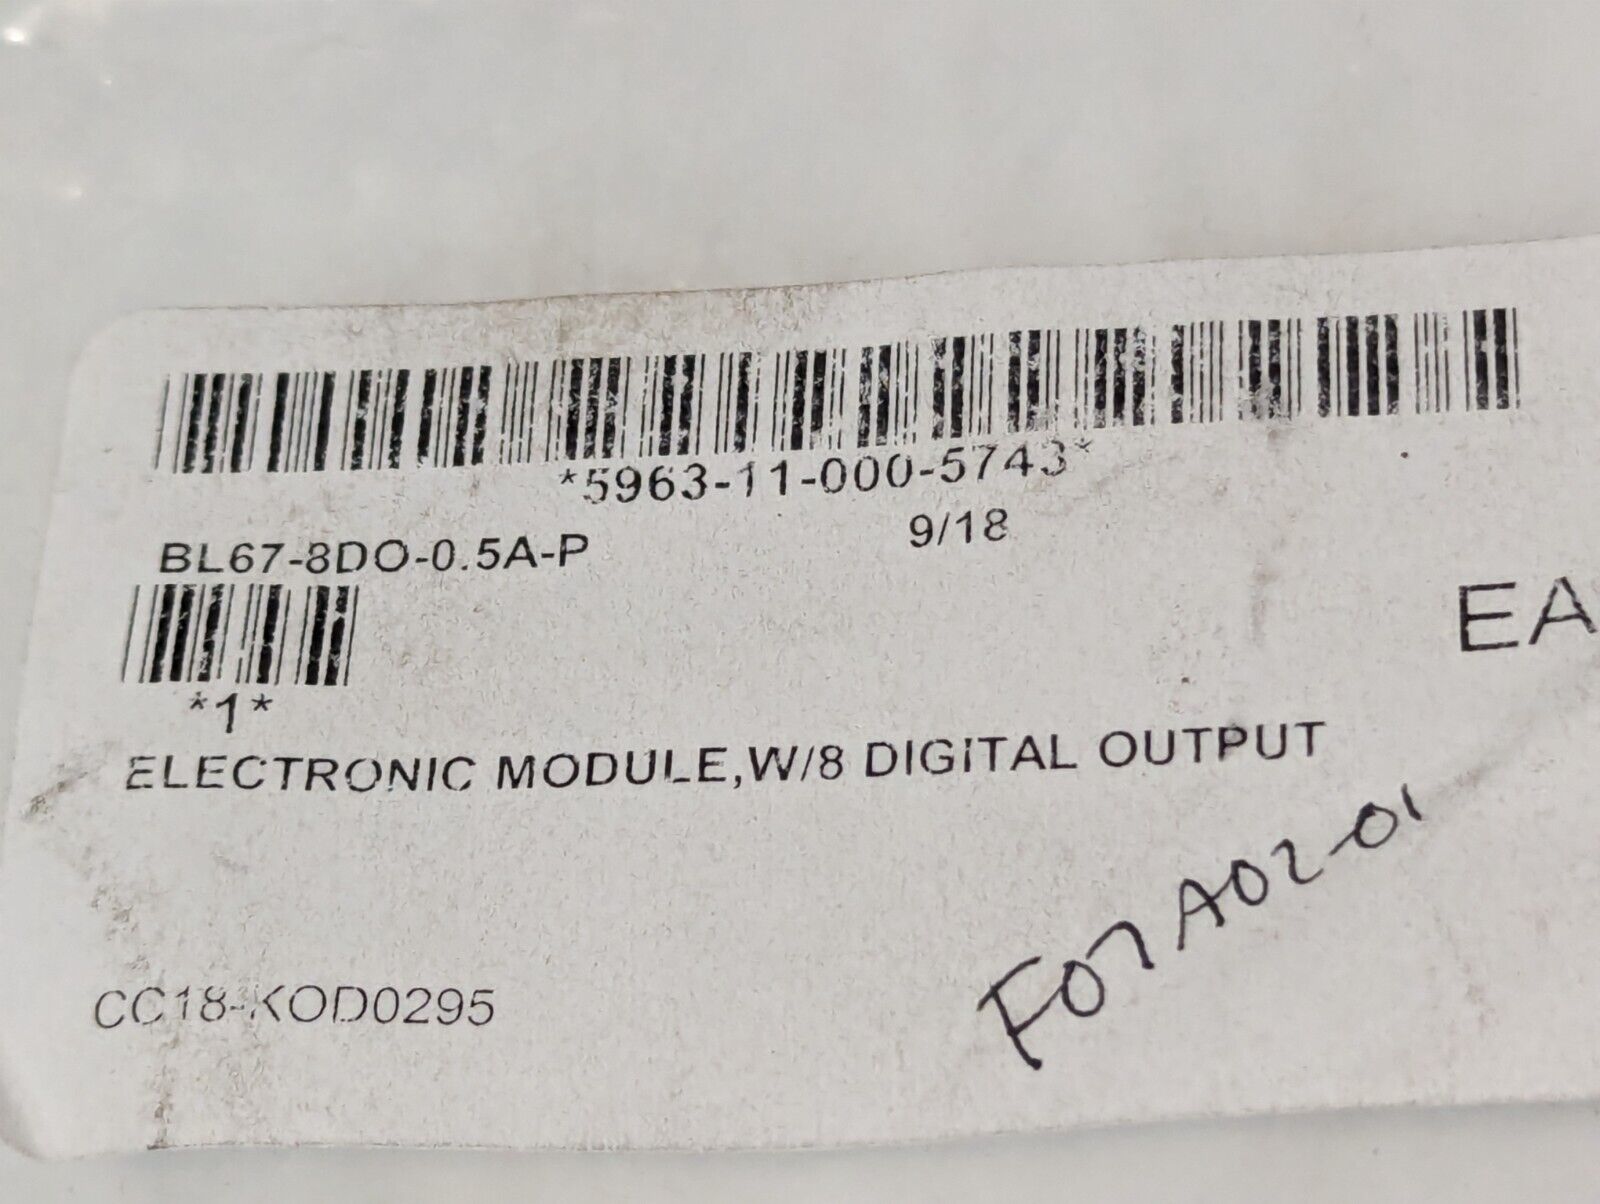 *5963-11-000-5743*
BL67-8DO-0.5A-P 9/18
EA
*1*
ELECTRONIC MODULE,W/8 DIGITAL OUTPUT
F07A02-01
CC18-KOD0295